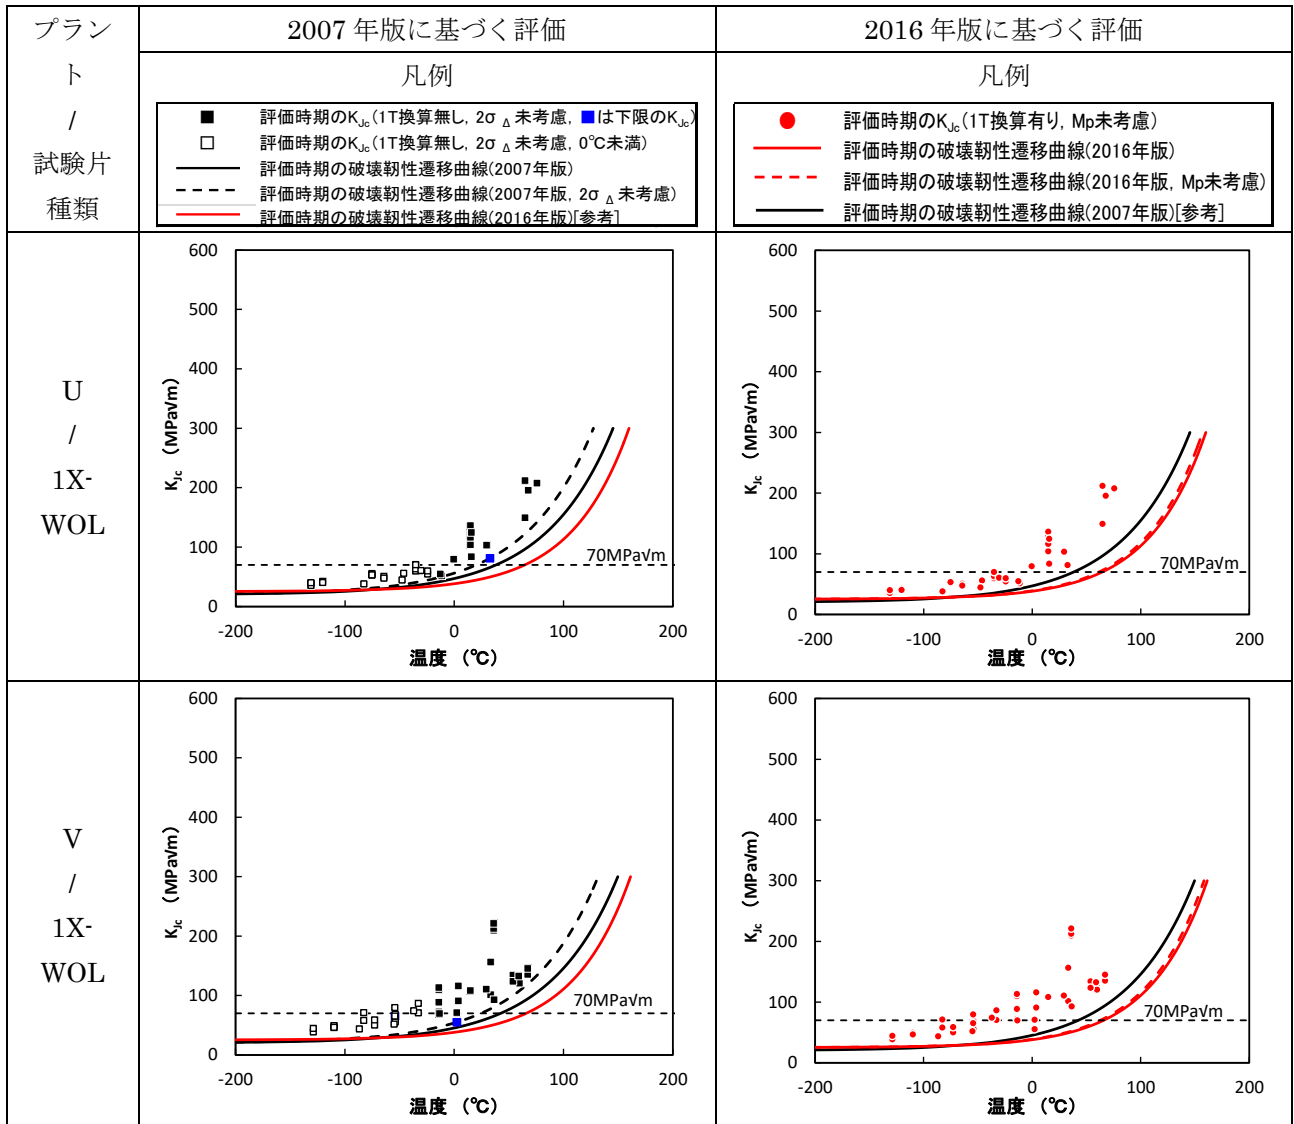 プラン
ト
/
試験片
種類
2007 年版に基づく評価
2016 年版に基づく評価
凡例
凡例
評価時期のKJc(1T換算無し, 2σΔ未考慮, ■は下限のKJc)
評価時期のKJc(1T換算無し, 2σΔ未考慮, 0℃未満)
評価時期の破壊靭性遷移曲線(2007年版)
評価時期の破壊靭性遷移曲線(2007年版, 2σΔ未考慮)
評価時期の破壊靭性遷移曲線(2016年版)[参考]
評価時期のKJc(1T換算有り, Mp未考慮)
評価時期の破壊靭性遷移曲線(2016年版)
評価時期の破壊靭性遷移曲線(2016年版, Mp未考慮)
評価時期の破壊靭性遷移曲線(2007年版)[参考]
U
/
1X-
WOL
600
500
400
300
200
100
0
KJc (MPa√m)
70MPa√m
-200 -100 0 100 200
温度 (℃)
600
500
400
300
200
100
0
KJc (MPa√m)
70MPa√m
-200 -100 0 100 200
温度 (℃)
V
/
1X-
WOL
600
500
400
300
200
100
0
KJc (MPa√m)
70MPa√m
-200 -100 0 100 200
温度 (℃)
600
500
400
300
200
100
0
KJc (MPa√m)
70MPa√m
-200 -100 0 100 200
温度 (℃)